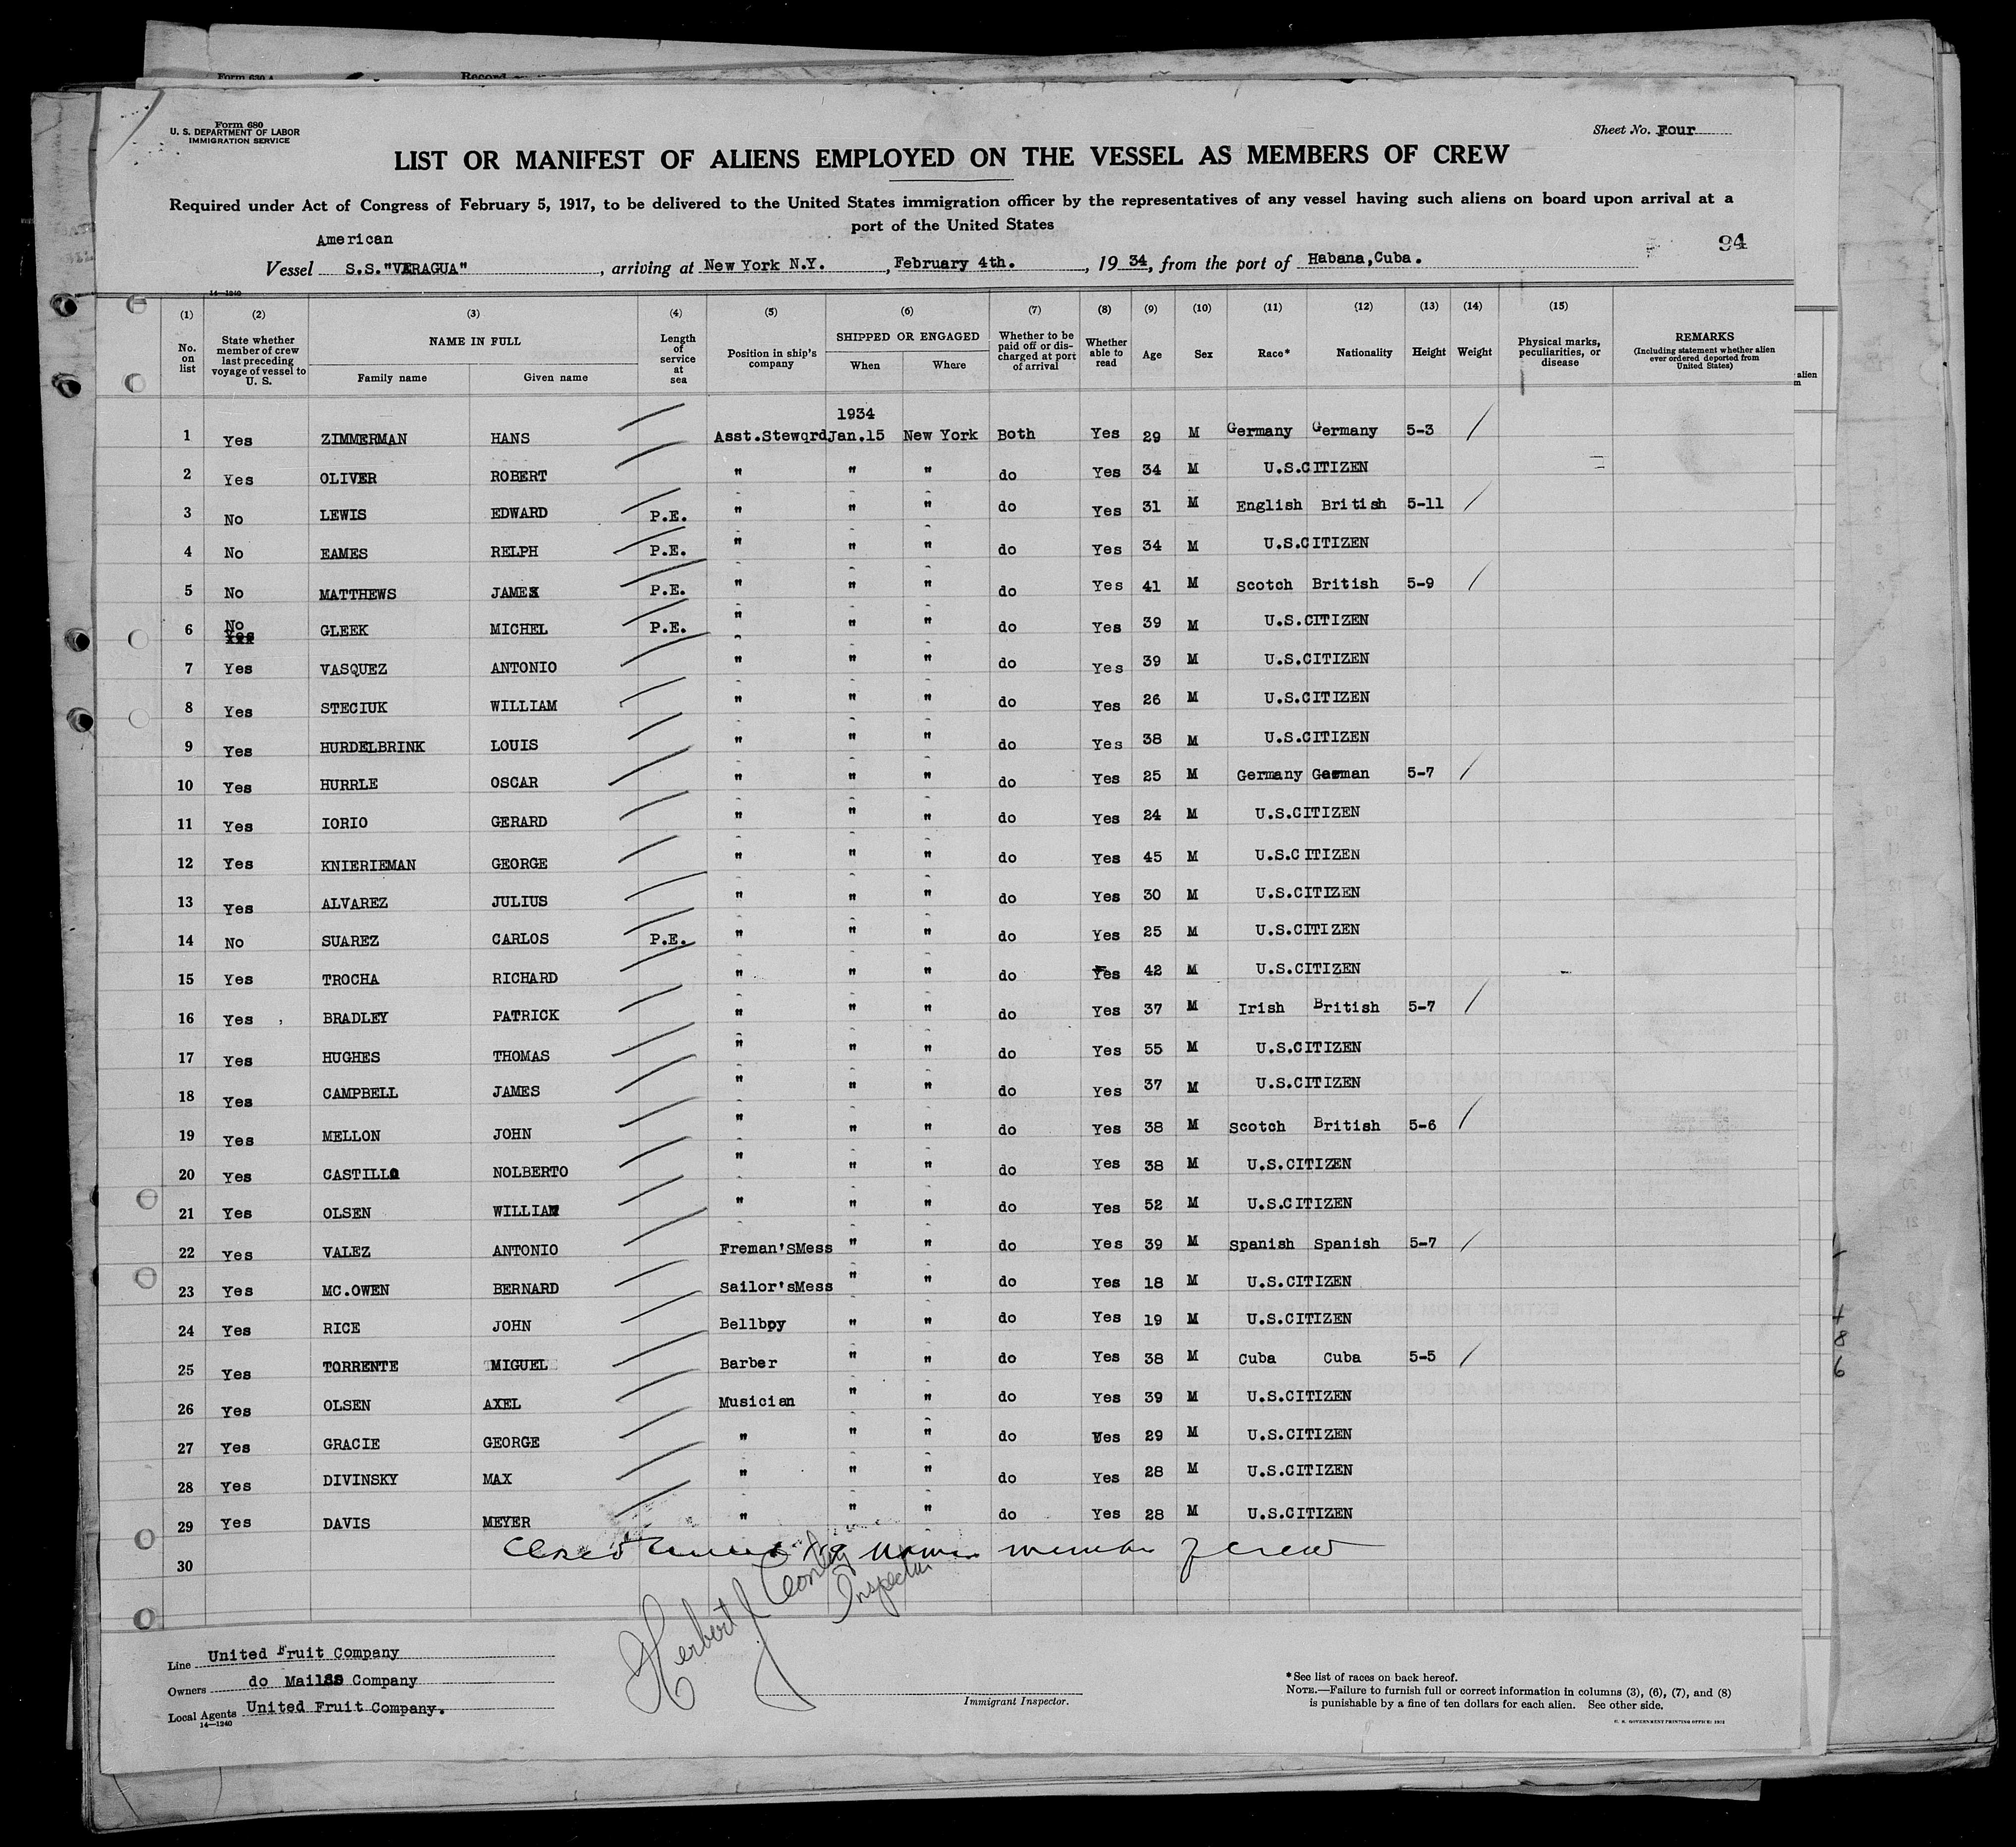 Form 630 A
Record
Form 680
U. S. DEPARTMENT OF LABOR
IMMIGRATION SERVICE
Sheet No. Four
LIST OR MANIFEST OF ALIENS EMPLOYED ON THE VESSEL AS MEMBERS OF CREW
Required under Act of Congress of February 5, 1917, to be delivered to the United States immigration officer by the representatives of any vessel having such aliens on board upon arrival at a
port of the United States
94
American
Vessel S.S."VERAGUA", arriving at New York N.Y., February 4th., 1934, from the port of Habana,Cuba.
14—1240
(1) (2) (3) (4) (5) (6) (7) (8) (9) (10) (11) (12) (13) (14) (15)
No. on list
State whether member of crew last preceding voyage of vessel to U. S.
NAME IN FULL
Family name
Given name
Length of service at sea
Position in ship's company
SHIPPED OR ENGAGED
When
Where
Whether to be paid off or discharged at port of arrival
Whether able to read
Age
Sex
Race*
Nationality
Height
Weight
Physical marks, peculiarities, or disease
REMARKS
(Including statement whether alien ever ordered deported from United States)
alien
1934
1 Yes ZIMMERMAN HANS Asst.Stewqrd Jan.15 New York Both Yes 29 M Germany Germany 5-3
2 Yes OLIVER ROBERT " " " do Yes 34 M U.S.CITIZEN
3 No LEWIS EDWARD P.E. " " " do Yes 31 M English British 5-11
4 No EAMES RELPH P.E. " " " do Yes 34 M U.S.CITIZEN
5 No MATTHEWS JAMES P.E. " " " do Yes 41 M Scotch British 5-9
6 No Yes GLEEK MICHEL P.E. " " " do Yes 39 M U.S.CITIZEN
7 Yes VASQUEZ ANTONIO " " " do Yes 39 M U.S.CITIZEN
8 Yes STECIUK WILLIAM " " " do Yes 26 M U.S.CITIZEN
9 Yes HURDELBRINK LOUIS " " " do Yes 38 M U.S.CITIZEN
10 Yes HURRLE OSCAR " " " do Yes 25 M Germany German 5-7
11 Yes IORIO GERARD " " " do Yes 24 M U.S.CITIZEN
12 Yes KNIERIEMAN GEORGE " " " do Yes 45 M U.S.CITIZEN
13 Yes ALVAREZ JULIUS " " " do Yes 30 M U.S.CITIZEN
14 No SUAREZ CARLOS P.E. " " " do Yes 25 M U.S.CITIZEN
15 Yes TROCHA RICHARD " " " do Yes 42 M U.S.CITIZEN
16 Yes BRADLEY PATRICK " " " do Yes 37 M Irish British 5-7
17 Yes HUGHES THOMAS " " " do Yes 55 M U.S.CITIZEN
18 Yes CAMPBELL JAMES " " " do Yes 37 M U.S.CITIZEN
19 Yes MELLON JOHN " " " do Yes 38 M Scotch British 5-6
20 Yes CASTILLO NOLBERTO " " " do Yes 38 M U.S.CITIZEN
21 Yes OLSEN WILLIAM " " " do Yes 52 M U.S.CITIZEN
22 Yes VALEZ ANTONIO Freman'SMess " " do Yes 39 M Spanish Spanish 5-7
23 Yes MC.OWEN BERNARD Sailor'sMess " " do Yes 18 M U.S.CITIZEN
24 Yes RICE JOHN Bellbpy " " do Yes 19 M U.S.CITIZEN
25 Yes TORRENTE MIGUEL Barber " " do Yes 38 M Cuba Cuba 5-5
26 Yes OLSEN AXEL Musician " " do Yes 39 M U.S.CITIZEN
27 Yes GRACIE GEORGE " " " do Yes 29 M U.S.CITIZEN
28 Yes DIVINSKY MAX " " " do Yes 28 M U.S.CITIZEN
29 Yes DAVIS MEYER " " " do Yes 28 M U.S.CITIZEN
30
Closed member of crew
Herbert J Inspector
Line United Fruit Company
Owners do Mail SS Company
Local Agents United Fruit Company.
14—1240
Immigrant Inspector.
*See list of races on back hereof.
NOTE.—Failure to furnish full or correct information in columns (3), (6), (7), and (8)
is punishable by a fine of ten dollars for each alien. See other side.
U. S. GOVERNMENT PRINTING OFFICE: 1932